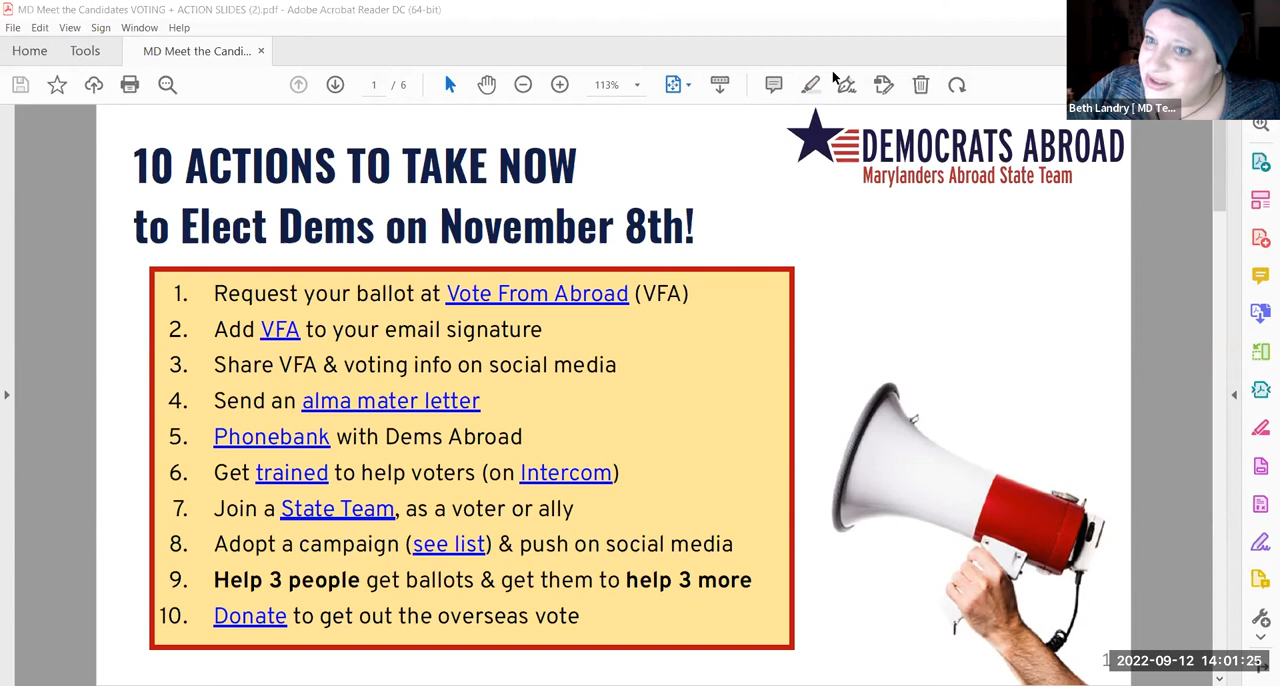 MD Meet the Candidates VOTING + ACTION SLIDES (2).pdf - Adobe Acrobat Reader DC (64-bit)
File Edit View Sign Window Help
Home Tools MD Meet the Candi... ×
1 / 6 113%
Beth Landry [ MD Te...
DEMOCRATS ABROAD
Marylanders Abroad State Team
10 ACTIONS TO TAKE NOW
to Elect Dems on November 8th!
1. Request your ballot at Vote From Abroad (VFA)
2. Add VFA to your email signature
3. Share VFA & voting info on social media
4. Send an alma mater letter
5. Phonebank with Dems Abroad
6. Get trained to help voters (on Intercom)
7. Join a State Team, as a voter or ally
8. Adopt a campaign (see list) & push on social media
9. Help 3 people get ballots & get them to help 3 more
10. Donate to get out the overseas vote
1
2022-09-12 14:01:25